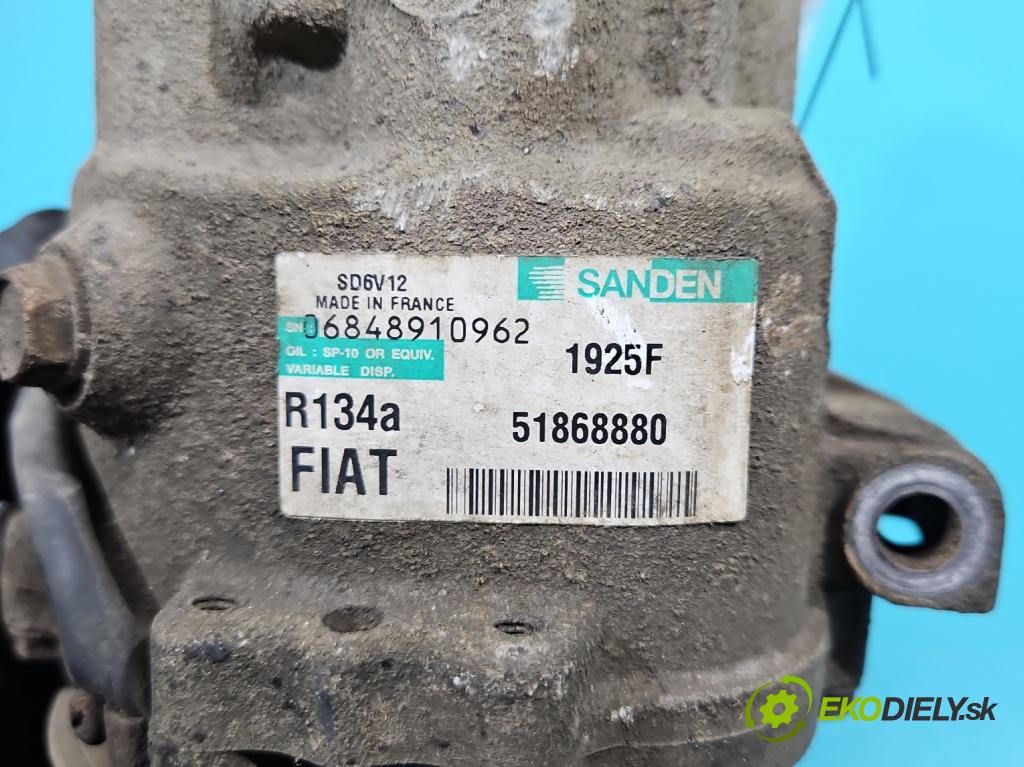 SD6V12
MADE IN FRANCE
SANDEN
SN 06848910962
OIL : SP-10 OR EQUIV.
VARIABLE DISP.
1925F
R134a
51868880
FIAT
EKODIELY.sk